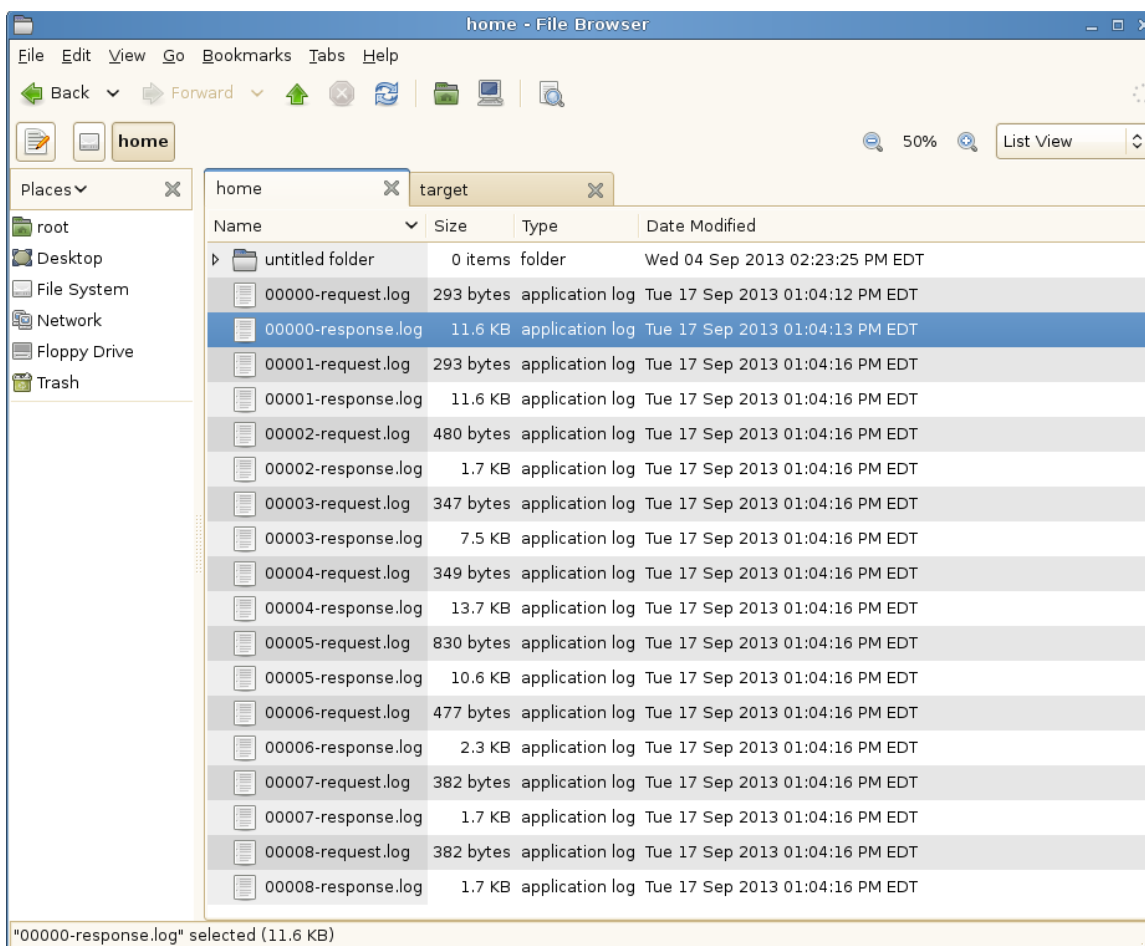 home - File Browser
File Edit View Go Bookmarks Tabs Help
Back Forward
home 50% List View
Places home target
Name Size Type Date Modified
root
Desktop
File System
Network
Floppy Drive
Trash
untitled folder 0 items folder Wed 04 Sep 2013 02:23:25 PM EDT
00000-request.log 293 bytes application log Tue 17 Sep 2013 01:04:12 PM EDT
00000-response.log 11.6 KB application log Tue 17 Sep 2013 01:04:13 PM EDT
00001-request.log 293 bytes application log Tue 17 Sep 2013 01:04:16 PM EDT
00001-response.log 11.6 KB application log Tue 17 Sep 2013 01:04:16 PM EDT
00002-request.log 480 bytes application log Tue 17 Sep 2013 01:04:16 PM EDT
00002-response.log 1.7 KB application log Tue 17 Sep 2013 01:04:16 PM EDT
00003-request.log 347 bytes application log Tue 17 Sep 2013 01:04:16 PM EDT
00003-response.log 7.5 KB application log Tue 17 Sep 2013 01:04:16 PM EDT
00004-request.log 349 bytes application log Tue 17 Sep 2013 01:04:16 PM EDT
00004-response.log 13.7 KB application log Tue 17 Sep 2013 01:04:16 PM EDT
00005-request.log 830 bytes application log Tue 17 Sep 2013 01:04:16 PM EDT
00005-response.log 10.6 KB application log Tue 17 Sep 2013 01:04:16 PM EDT
00006-request.log 477 bytes application log Tue 17 Sep 2013 01:04:16 PM EDT
00006-response.log 2.3 KB application log Tue 17 Sep 2013 01:04:16 PM EDT
00007-request.log 382 bytes application log Tue 17 Sep 2013 01:04:16 PM EDT
00007-response.log 1.7 KB application log Tue 17 Sep 2013 01:04:16 PM EDT
00008-request.log 382 bytes application log Tue 17 Sep 2013 01:04:16 PM EDT
00008-response.log 1.7 KB application log Tue 17 Sep 2013 01:04:16 PM EDT
"00000-response.log" selected (11.6 KB)